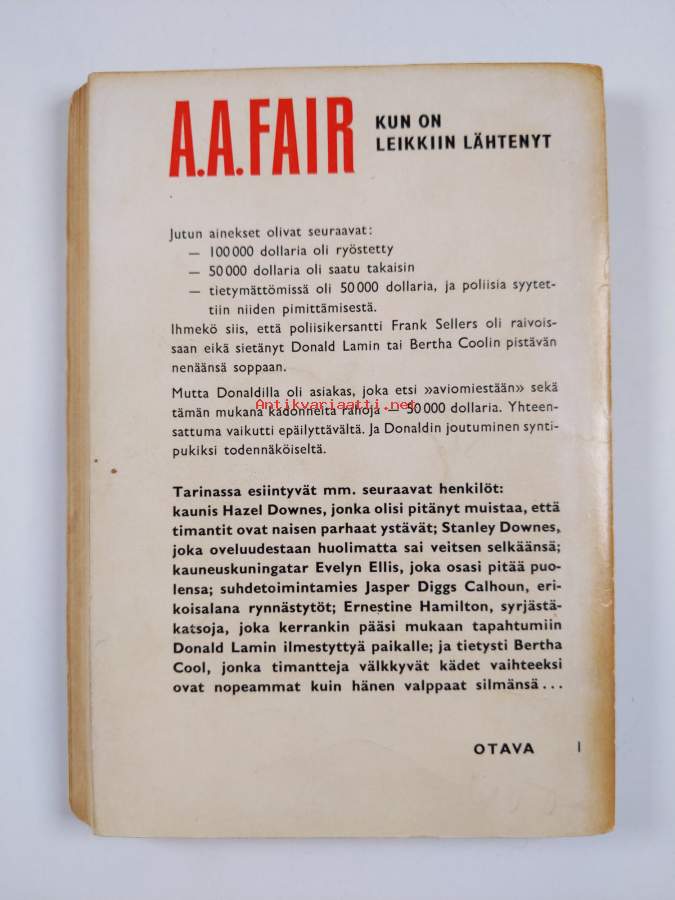 A.A.FAIR
KUN ON
LEIKKIIN LÄHTENYT
Jutun ainekset olivat seuraavat:
— 100 000 dollaria oli ryöstetty
— 50 000 dollaria oli saatu takaisin
— tietymättömissä oli 50 000 dollaria, ja poliisia syytet-
tiin niiden pimittämisestä.
Ihmekö siis, että poliisikersantti Frank Sellers oli raivois-
saan eikä sietänyt Donald Lamin tai Bertha Coolin pistävän
nenäänsä soppaan.
Mutta Donaldilla oli asiakas, joka etsi »aviomiestään» sekä
tämän mukana kadonneita rahoja — 50 000 dollaria. Yhteen-
Antikvariaatti.net
sattuma vaikutti epäilyttävältä. Ja Donaldin joutuminen synti-
pukiksi todennäköiseltä.
Tarinassa esiintyvät mm. seuraavat henkilöt:
kaunis Hazel Downes, jonka olisi pitänyt muistaa, että
timantit ovat naisen parhaat ystävät; Stanley Downes,
joka oveluudestaan huolimatta sai veitsen selkäänsä;
kauneuskuningatar Evelyn Ellis, joka osasi pitää puo-
lensa; suhdetoimintamies Jasper Diggs Calhoun, eri-
koisalana rynnästytöt; Ernestine Hamilton, syrjästä-
katsoja, joka kerrankin pääsi mukaan tapahtumiin
Donald Lamin ilmestyttyä paikalle; ja tietysti Bertha
Cool, jonka timantteja välkkyvät kädet vaihteeksi
ovat nopeammat kuin hänen valppaat silmänsä ...
OTAVA 1